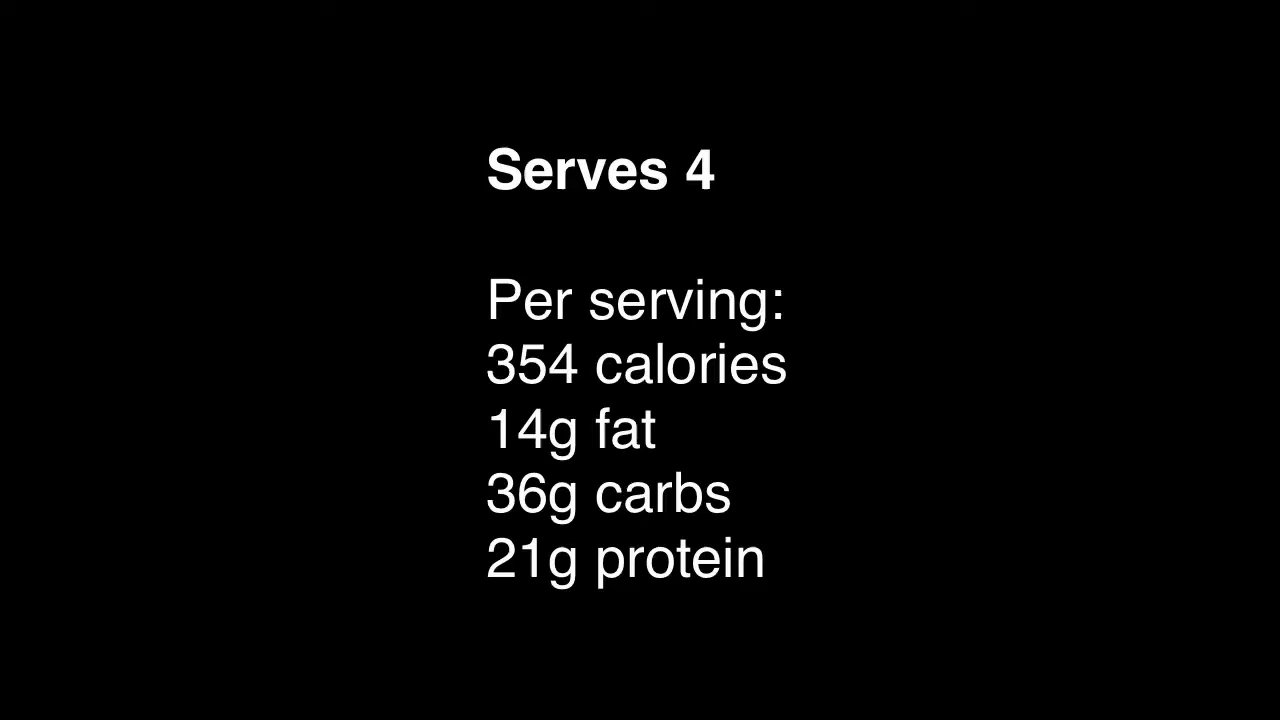 Serves 4
Per serving:
354 calories
14g fat
36g carbs
21g protein